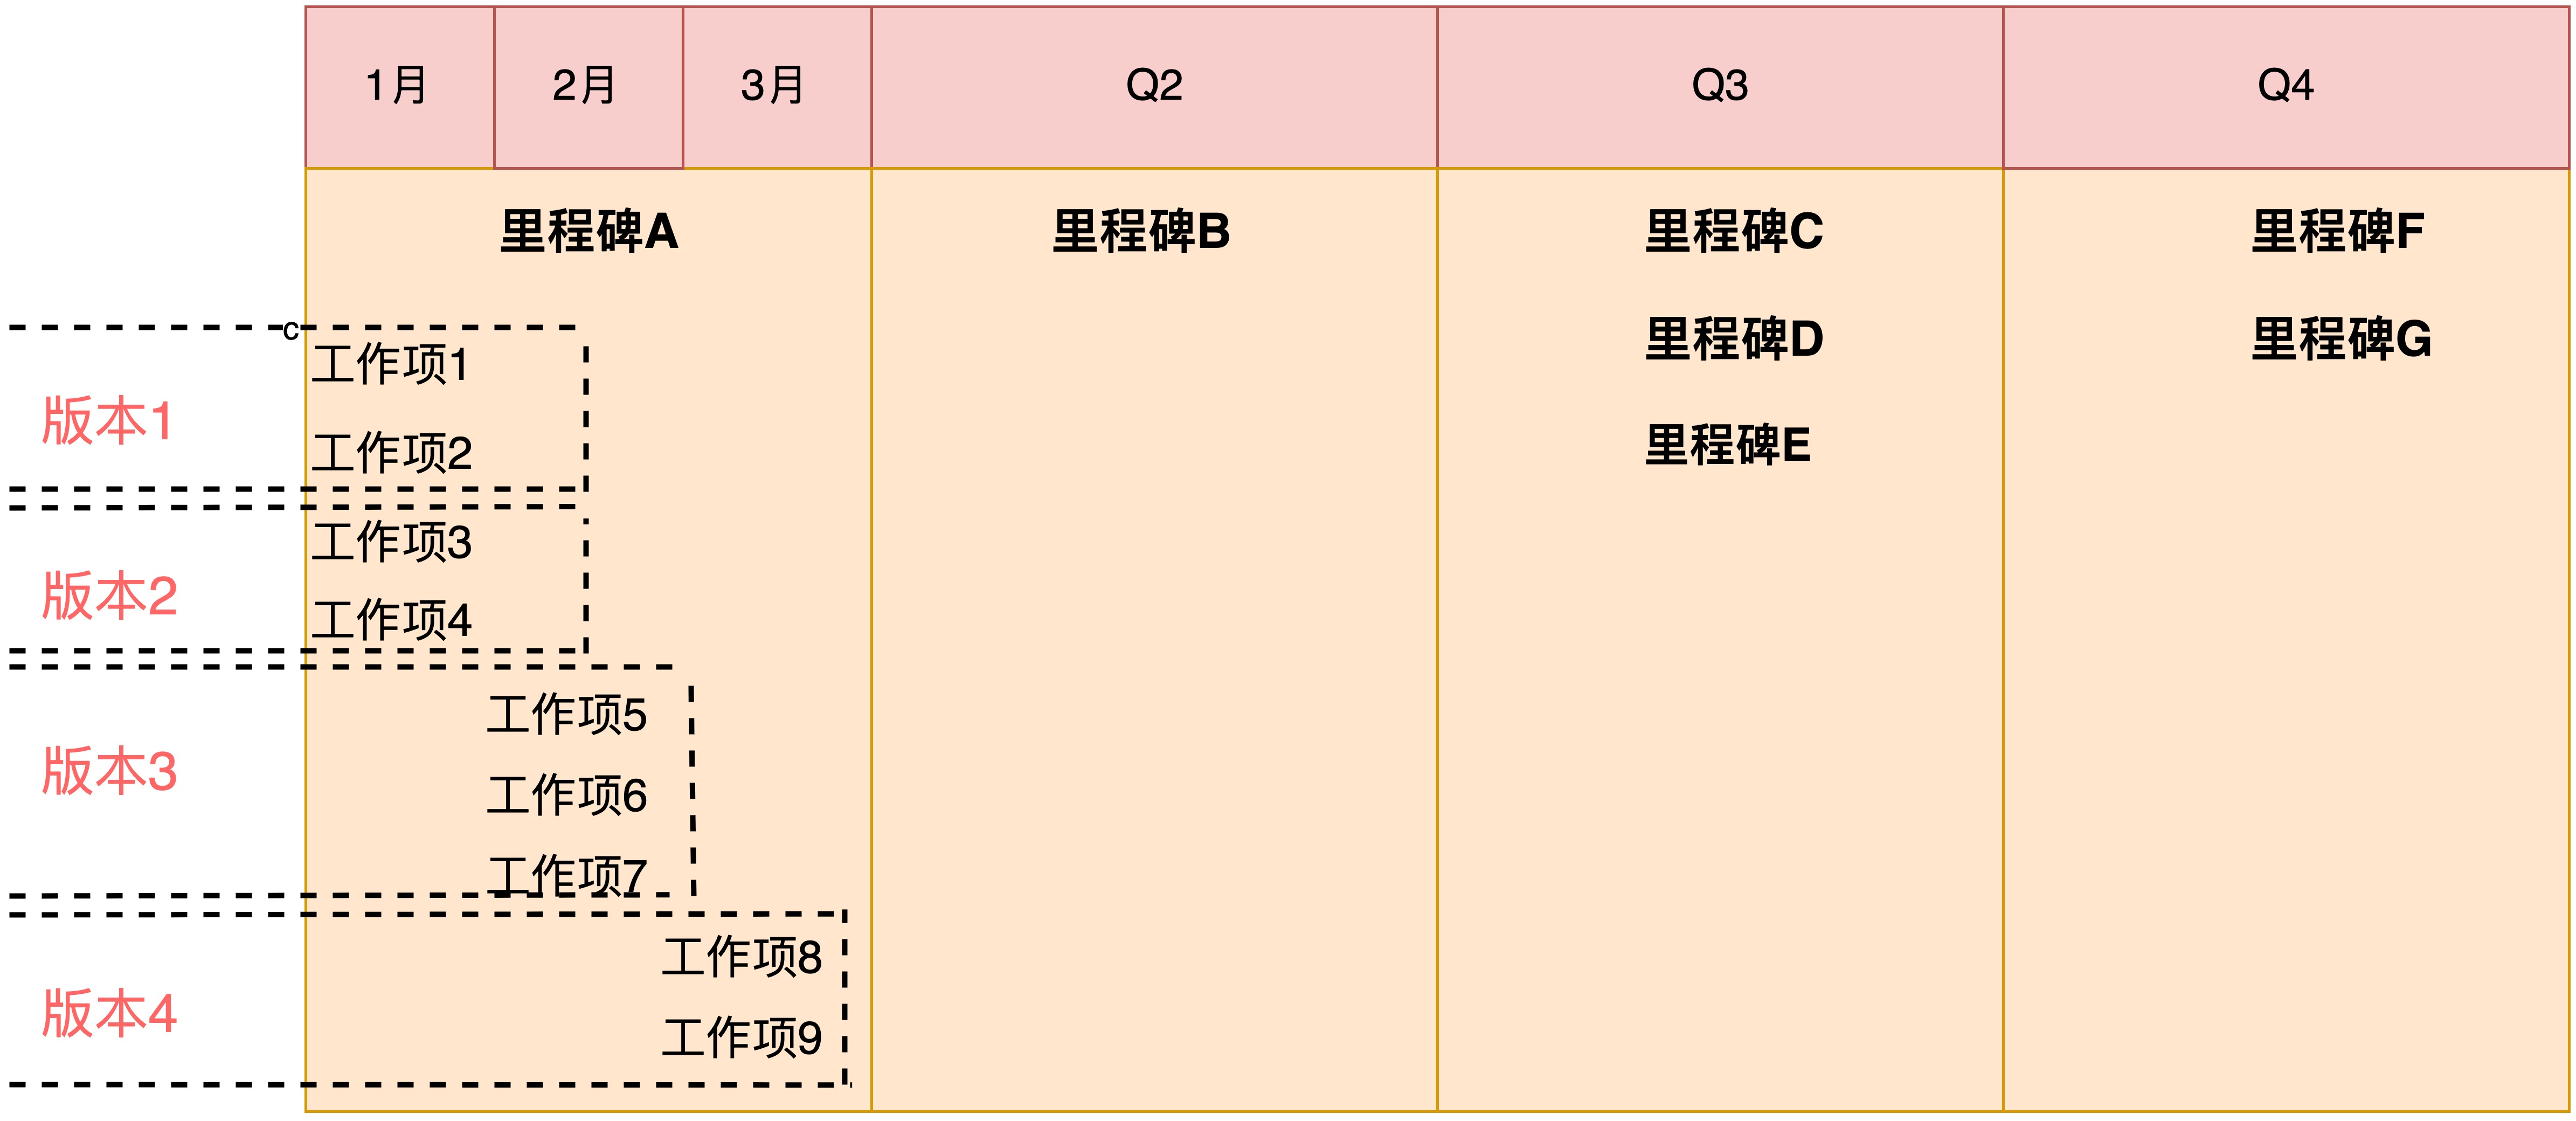 1月 2月 3月 Q2 Q3 Q4
里程碑A 里程碑B 里程碑C 里程碑F
里程碑D 里程碑G
里程碑E
c
版本1
工作项1
工作项2
版本2
工作项3
工作项4
版本3
工作项5
工作项6
工作项7
版本4
工作项8
工作项9